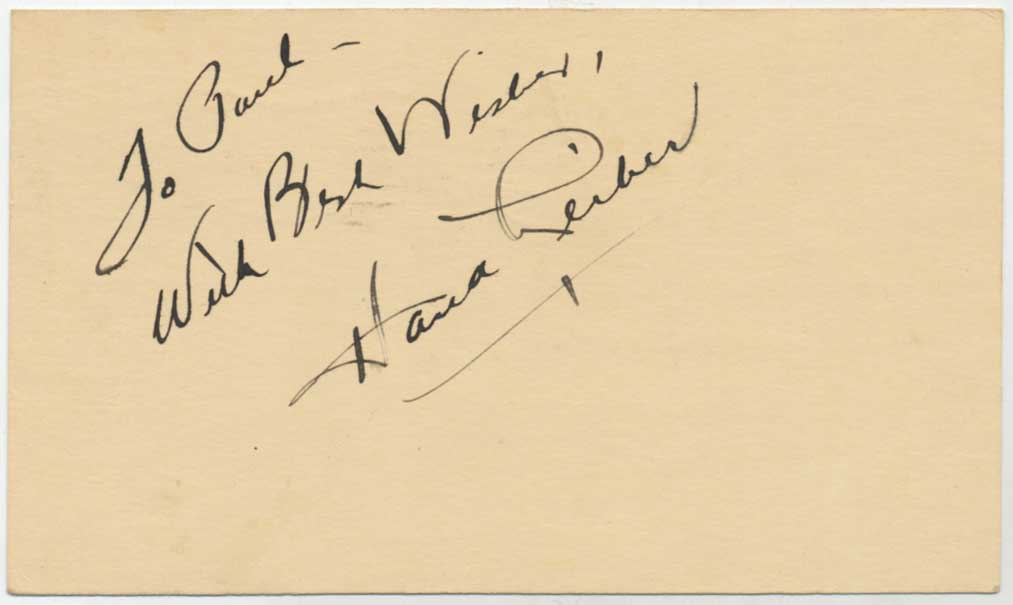 To Paul –
With Best Wishes,